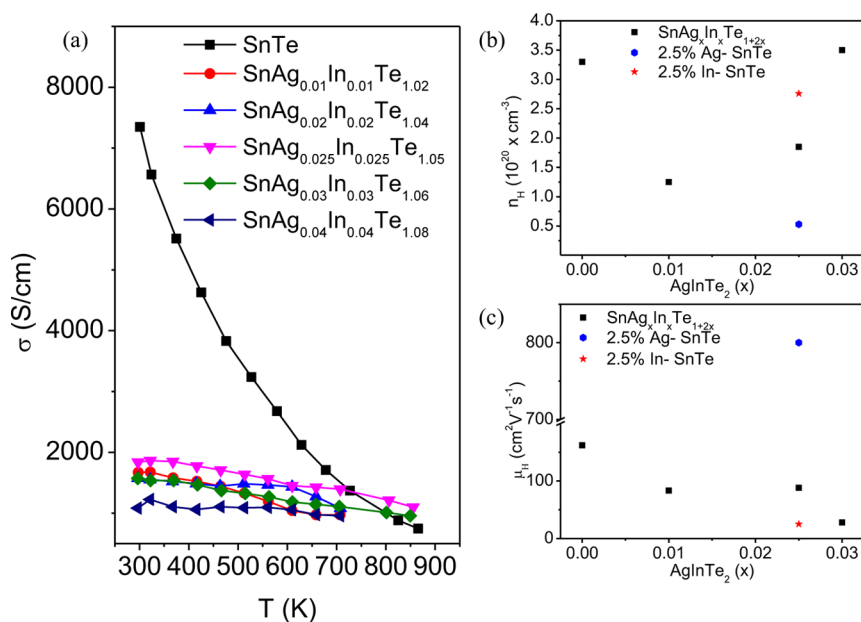 (a)
SnTe
SnAg0.01In0.01Te1.02
SnAg0.02In0.02Te1.04
SnAg0.025In0.025Te1.05
SnAg0.03In0.03Te1.06
SnAg0.04In0.04Te1.08
8000
6000
4000
2000
σ (S/cm)
300 400 500 600 700 800 900
T (K)
(b)
SnAgxInxTe1+2x
2.5% Ag- SnTe
2.5% In- SnTe
4.0
3.5
3.0
2.5
2.0
1.5
1.0
0.5
nH (10^20 x cm-3)
0.00 0.01 0.02 0.03
AgInTe2 (x)
(c)
SnAgxInxTe1+2x
2.5% Ag- SnTe
2.5% In- SnTe
800
700
100
0
μH (cm2V-1s-1)
0.00 0.01 0.02 0.03
AgInTe2 (x)